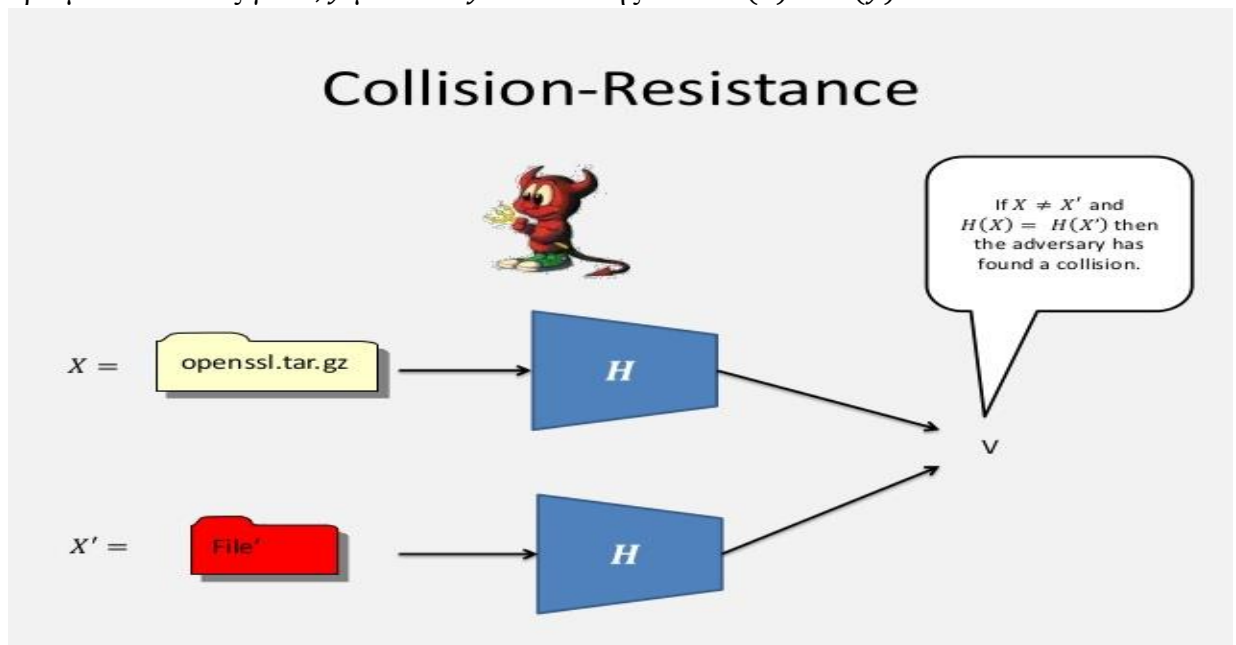 Collision-Resistance
If X ≠ X′ and
H(X) = H(X′) then
the adversary has
found a collision.
X =
openssl.tar.gz
H
V
X′ =
File'
H